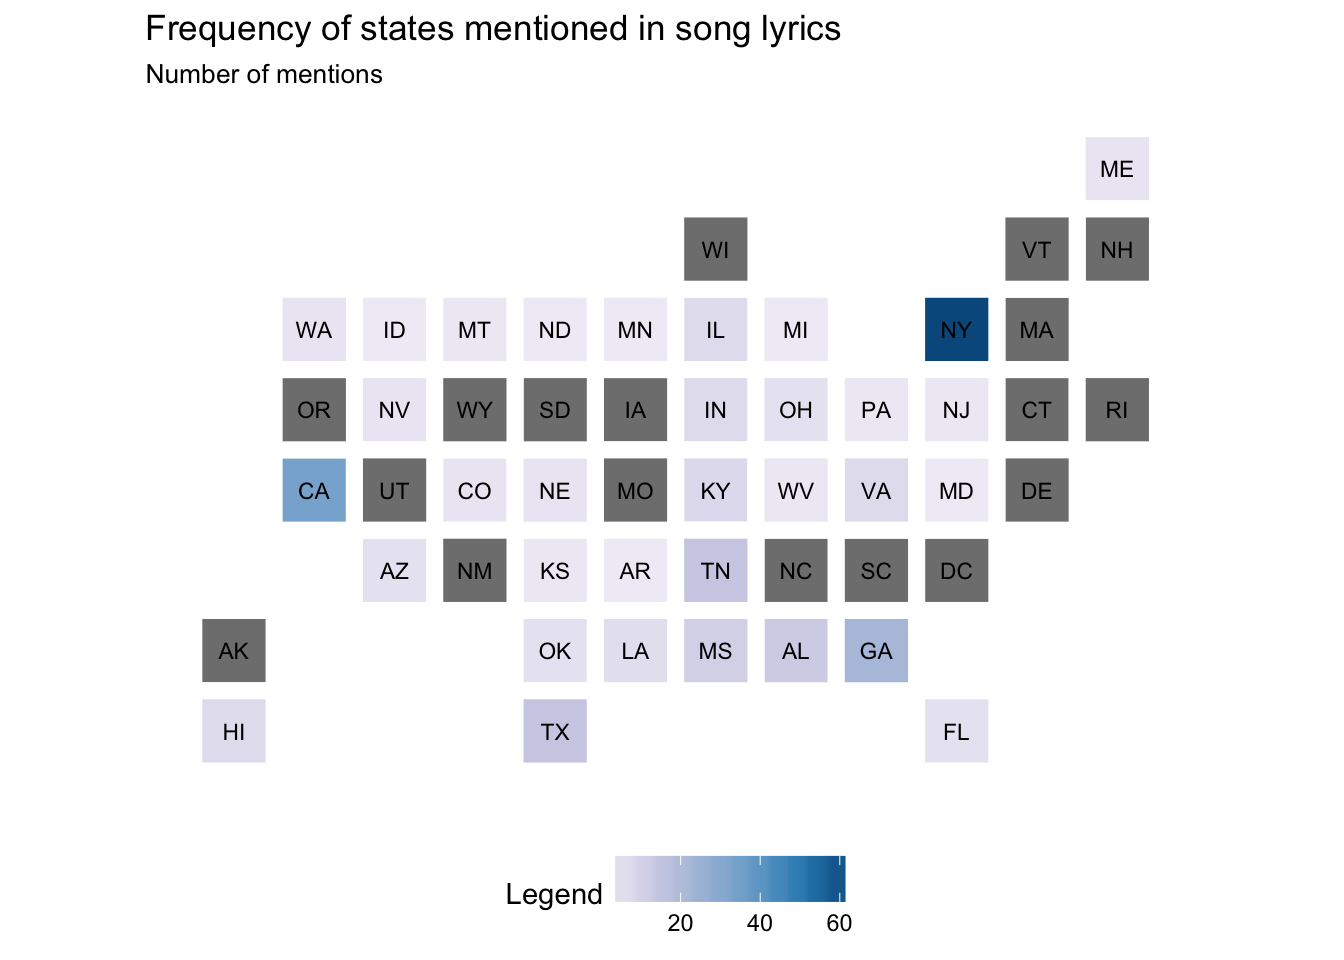 Frequency of states mentioned in song lyrics
Number of mentions
ME
WI VT NH
WA ID MT ND MN IL MI NY MA
OR NV WY SD IA IN OH PA NJ CT RI
CA UT CO NE MO KY WV VA MD DE
AZ NM KS AR TN NC SC DC
AK OK LA MS AL GA
HI TX FL
Legend
20 40 60